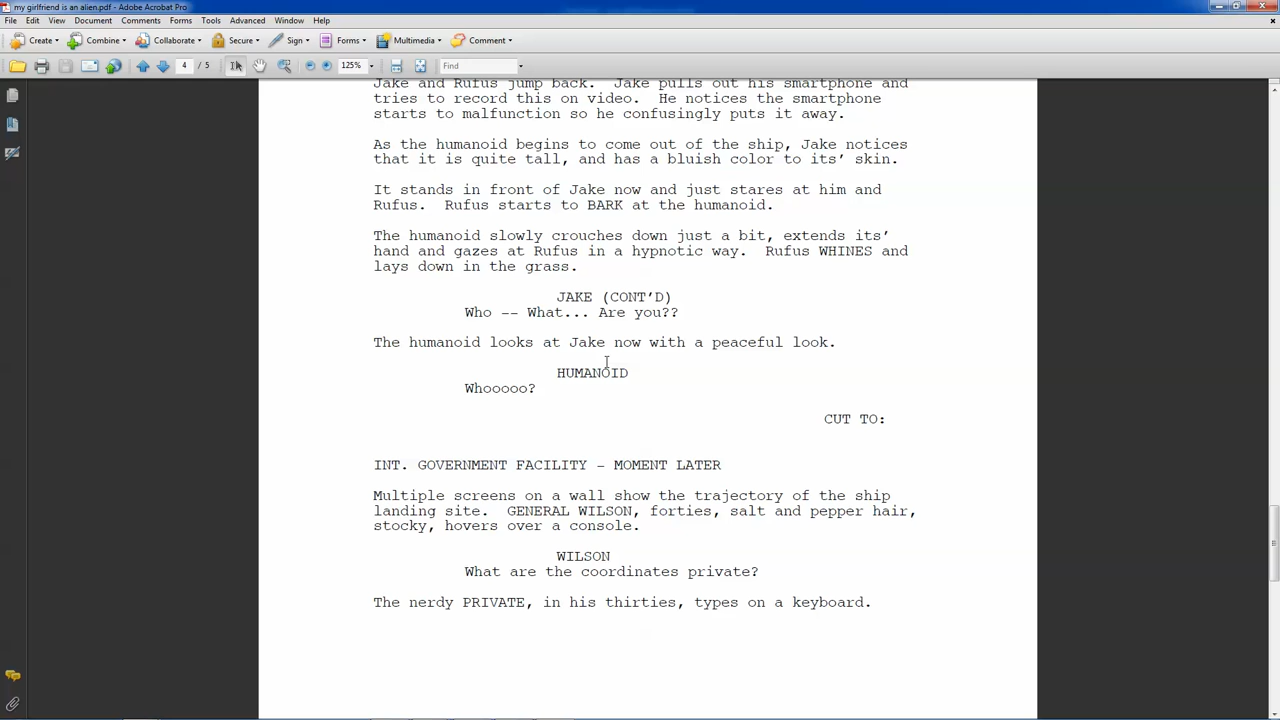 my girlfriend is an alien.pdf - Adobe Acrobat Pro
File Edit View Document Comments Forms Tools Advanced Window Help
Create Combine Collaborate Secure Sign Forms Multimedia Comment
4 / 5 125% Find
Jake and Rufus jump back.  Jake pulls out his smartphone and
tries to record this on video.  He notices the smartphone
starts to malfunction so he confusingly puts it away.
As the humanoid begins to come out of the ship, Jake notices
that it is quite tall, and has a bluish color to its’ skin.
It stands in front of Jake now and just stares at him and
Rufus.  Rufus starts to BARK at the humanoid.
The humanoid slowly crouches down just a bit, extends its’
hand and gazes at Rufus in a hypnotic way.  Rufus WHINES and
lays down in the grass.
JAKE (CONT’D)
Who -- What... Are you??
The humanoid looks at Jake now with a peaceful look.
HUMANOID
Whooooo?
CUT TO:
INT. GOVERNMENT FACILITY – MOMENT LATER
Multiple screens on a wall show the trajectory of the ship
landing site.  GENERAL WILSON, forties, salt and pepper hair,
stocky, hovers over a console.
WILSON
What are the coordinates private?
The nerdy PRIVATE, in his thirties, types on a keyboard.